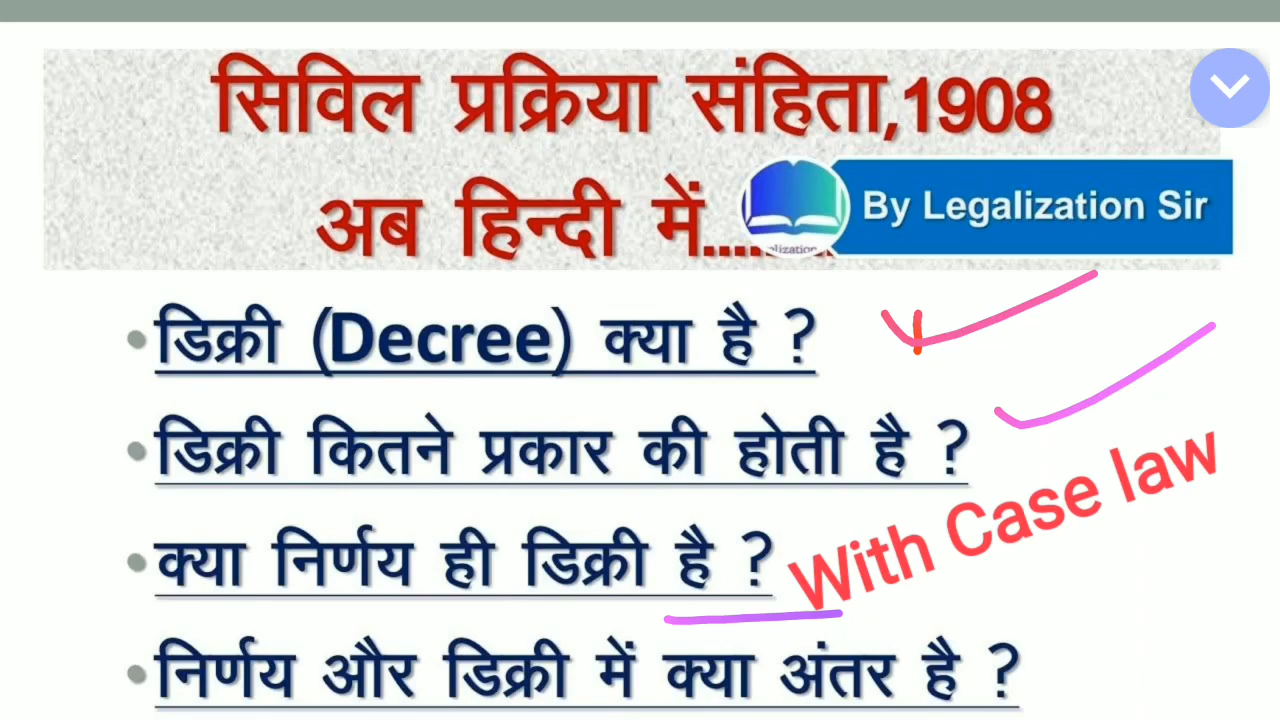 सिविल प्रक्रिया संहिता,1908
अब हिन्दी में......
By Legalization Sir
• डिक्री (Decree) क्या है ?
• डिक्री कितने प्रकार की होती है ?
With Case law
• क्या निर्णय ही डिक्री है ?
• निर्णय और डिक्री में क्या अंतर है ?